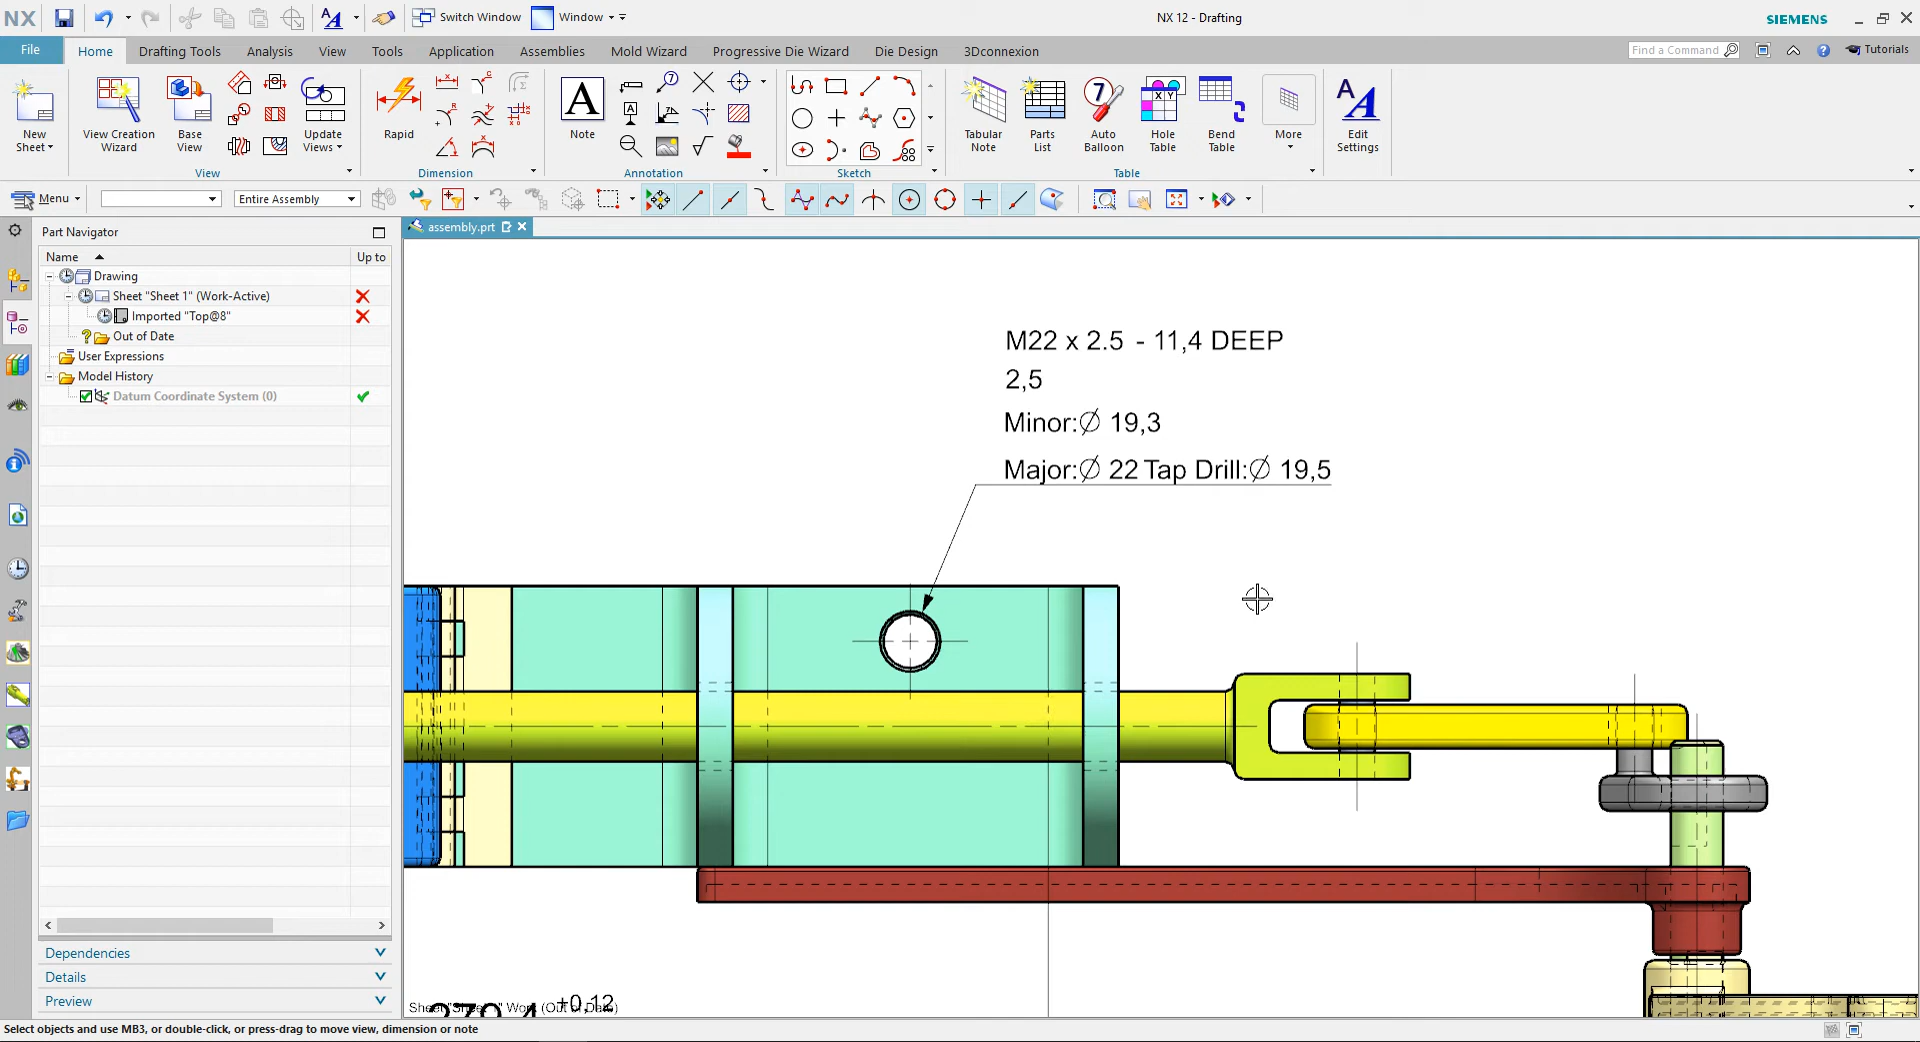 NX
Switch Window
Window
NX 12 - Drafting
SIEMENS
File
Home
Drafting Tools
Analysis
View
Tools
Application
Assemblies
Mold Wizard
Progressive Die Wizard
Die Design
3Dconnexion
Find a Command
Tutorials
New Sheet
View Creation Wizard
Base View
Update Views
Rapid
Note
Tabular Note
Parts List
Auto Balloon
Hole Table
Bend Table
More
Edit Settings
View
Dimension
Annotation
Sketch
Table
Menu
Entire Assembly
Part Navigator
assembly.prt
Name
Up to
Drawing
Sheet "Sheet 1" (Work-Active)
Imported "Top@8"
Out of Date
User Expressions
Model History
Datum Coordinate System (0)
M22 x 2.5 - 11,4 DEEP
2,5
Minor:∅ 19,3
Major:∅ 22 Tap Drill:∅ 19,5
Dependencies
Details
Preview
+0,12
Select objects and use MB3, or double-click, or press-drag to move view, dimension or note